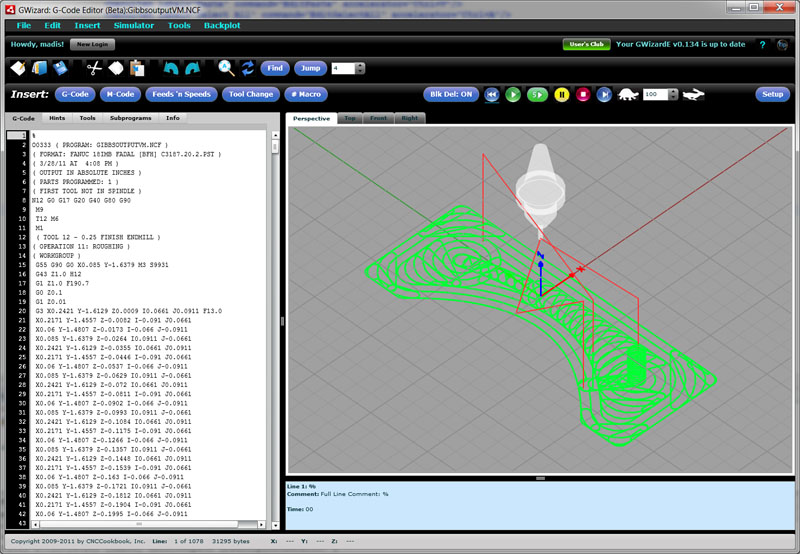 GWizard: G-Code Editor (Beta):GibbsoutputVM.NCF
File Edit Insert Simulator Tools Backplot
Howdy, madis! New Login User's Club Your GWizardE v0.134 is up to date ?
Find Jump 4
Insert: G-Code M-Code Feeds 'n Speeds Tool Change # Macro Blk Del: ON S 100 Setup
G-Code Hints Tools Subprograms Info
Perspective Top Front Right
1 %
2 O0333 ( PROGRAM: GIBBSOUTPUTVM.NCF )
3 ( FORMAT: FANUC 18IMB FADAL [BFH] C3187.20.2.PST )
4 ( 3/28/11 AT 4:08 PM )
5 ( OUTPUT IN ABSOLUTE INCHES )
6 ( PARTS PROGRAMMED: 1 )
7 ( FIRST TOOL NOT IN SPINDLE )
8 N12 G0 G17 G20 G40 G80 G90
9 M9
10 T12 M6
11 M1
12 ( TOOL 12 - 0.25 FINISH ENDMILL )
13 ( OPERATION 11: ROUGHING )
14 ( WORKGROUP )
15 G55 G90 G0 X0.085 Y-1.6379 M3 S9931
16 G43 Z1.0 H12
17 G1 Z1.0 F190.7
18 G0 Z0.1
19 G1 Z0.01
20 G3 X0.2421 Y-1.6129 Z0.0009 I0.0661 J0.0911 F13.0
21 X0.2171 Y-1.4557 Z-0.0082 I-0.091 J0.0661
22 X0.06 Y-1.4807 Z-0.0173 I-0.066 J-0.0911
23 X0.085 Y-1.6379 Z-0.0264 I0.0911 J-0.0661
24 X0.2421 Y-1.6129 Z-0.0355 I0.0661 J0.0911
25 X0.2171 Y-1.4557 Z-0.0446 I-0.091 J0.0661
26 X0.06 Y-1.4807 Z-0.0537 I-0.066 J-0.0911
27 X0.085 Y-1.6379 Z-0.0629 I0.0911 J-0.0661
28 X0.2421 Y-1.6129 Z-0.072 I0.0661 J0.0911
29 X0.2171 Y-1.4557 Z-0.0811 I-0.091 J0.0661
30 X0.06 Y-1.4807 Z-0.0902 I-0.066 J-0.0911
31 X0.085 Y-1.6379 Z-0.0993 I0.0911 J-0.0661
32 X0.2421 Y-1.6129 Z-0.1084 I0.0661 J0.0911
33 X0.2171 Y-1.4557 Z-0.1175 I-0.091 J0.0661
34 X0.06 Y-1.4807 Z-0.1266 I-0.066 J-0.0911
35 X0.085 Y-1.6379 Z-0.1357 I0.0911 J-0.0661
36 X0.2421 Y-1.6129 Z-0.1448 I0.0661 J0.0911
37 X0.2171 Y-1.4557 Z-0.1539 I-0.091 J0.0661
38 X0.06 Y-1.4807 Z-0.163 I-0.066 J-0.0911
39 X0.085 Y-1.6379 Z-0.1721 I0.0911 J-0.0661
40 X0.2421 Y-1.6129 Z-0.1812 I0.0661 J0.0911
41 X0.2171 Y-1.4557 Z-0.1904 I-0.091 J0.0661
42 X0.06 Y-1.4807 Z-0.1995 I-0.066 J-0.0911
43
Z X
Line 1: %
Comment: Full Line Comment: %
Time: 00
Copyright 2009-2011 by CNCCookbook, Inc. Line: 1 of 1078 31295 bytes X: --- Y: --- Z: ---